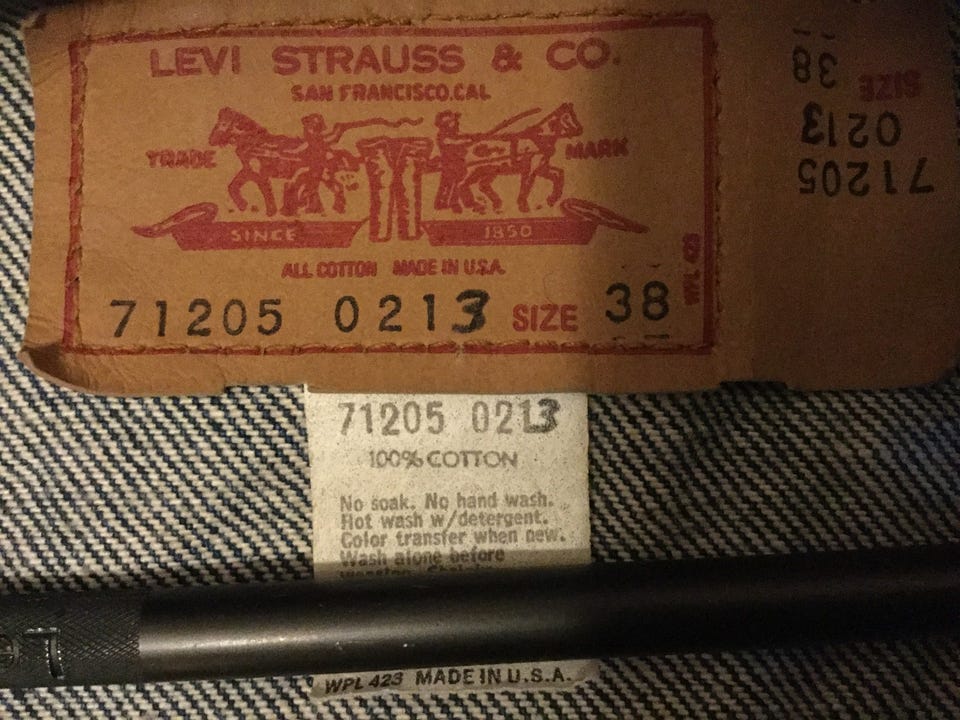 LEVI STRAUSS & CO.
SAN FRANCISCO.CAL
TRADE MARK
SINCE 1850
ALL COTTON MADE IN U.S.A.
WPL 423
71205 0213 SIZE 38
SIZE 38
0213
71205
71205 0213
100% COTTON
No soak. No hand wash.
Hot wash w/detergent.
Color transfer when new.
Wash alone before
WPL 423 MADE IN U.S.A.